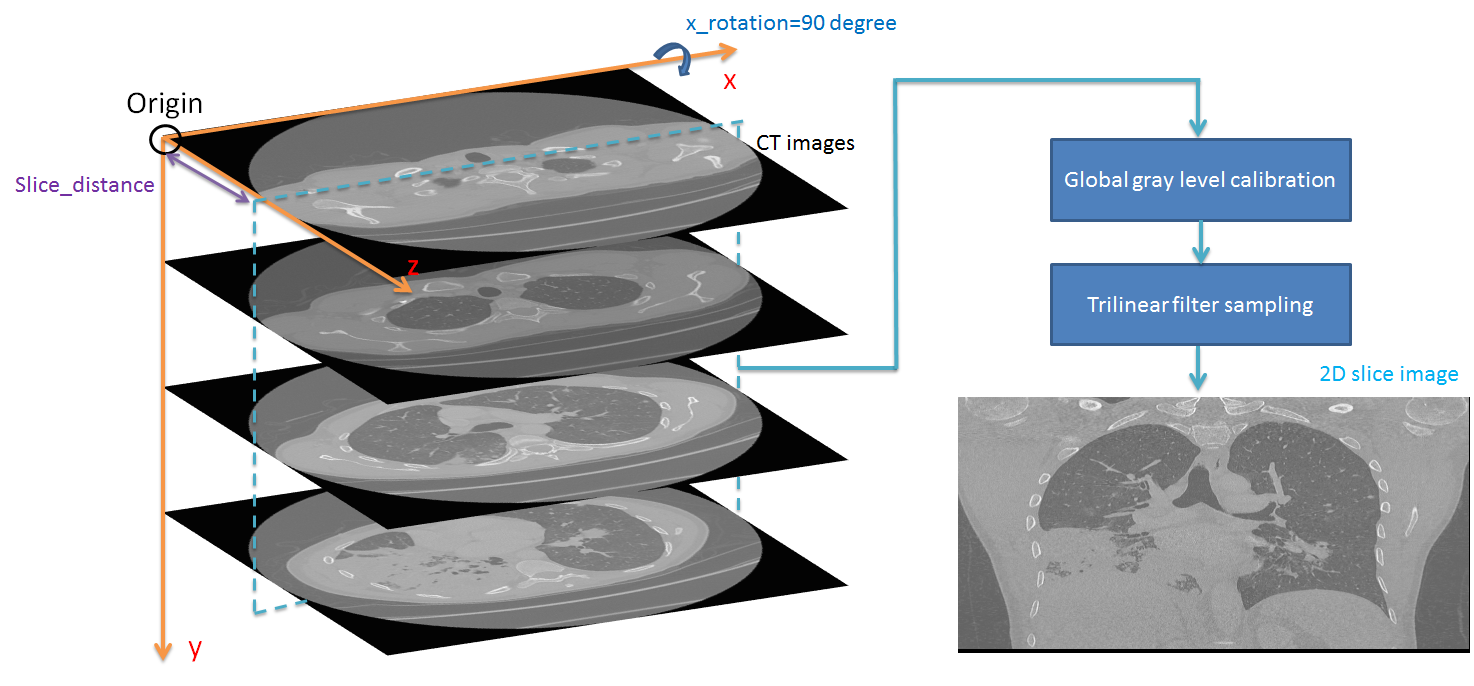 x_rotation=90 degree
x
Origin
CT images
Slice_distance
Global gray level calibration
z
Trilinear filter sampling
2D slice image
y